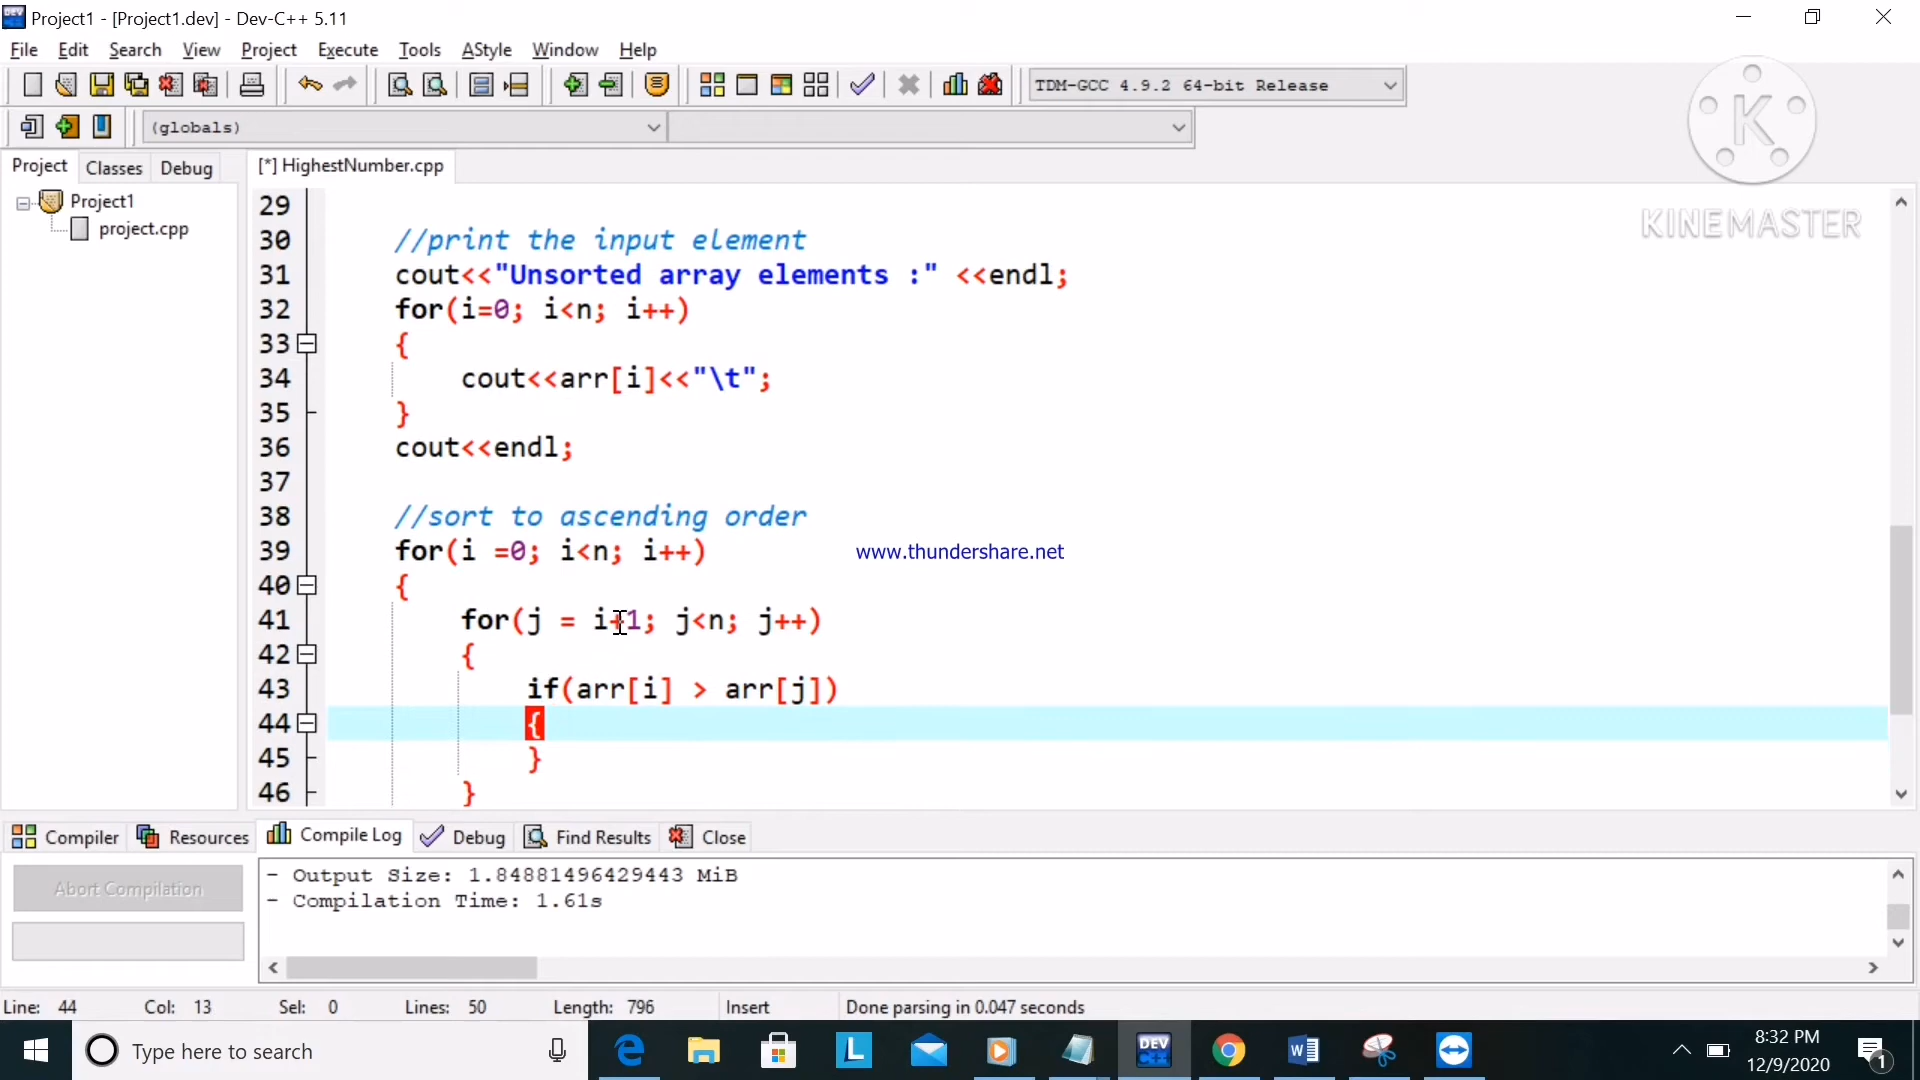 Project1 - [Project1.dev] - Dev-C++ 5.11
File Edit Search View Project Execute Tools AStyle Window Help
TDM-GCC 4.9.2 64-bit Release
(globals)
K
KINEMASTER
Project Classes Debug
[*] HighestNumber.cpp
Project1
project.cpp
29
30 //print the input element
31 cout<<"Unsorted array elements :" <<endl;
32 for(i=0; i<n; i++)
33 {
34 cout<<arr[i]<<"\t";
35 }
36 cout<<endl;
37
38 //sort to ascending order
39 for(i =0; i<n; i++)
www.thundershare.net
40 {
41 for(j = i+1; j<n; j++)
42 {
43 if(arr[i] > arr[j])
44 {
45 }
46 }
Compiler Resources Compile Log Debug Find Results Close
Abort Compilation
- Output Size: 1.84881496429443 MiB
- Compilation Time: 1.61s
Line: 44 Col: 13 Sel: 0 Lines: 50 Length: 796 Insert Done parsing in 0.047 seconds
Type here to search
L
DEV C++
W
8:32 PM
12/9/2020
1